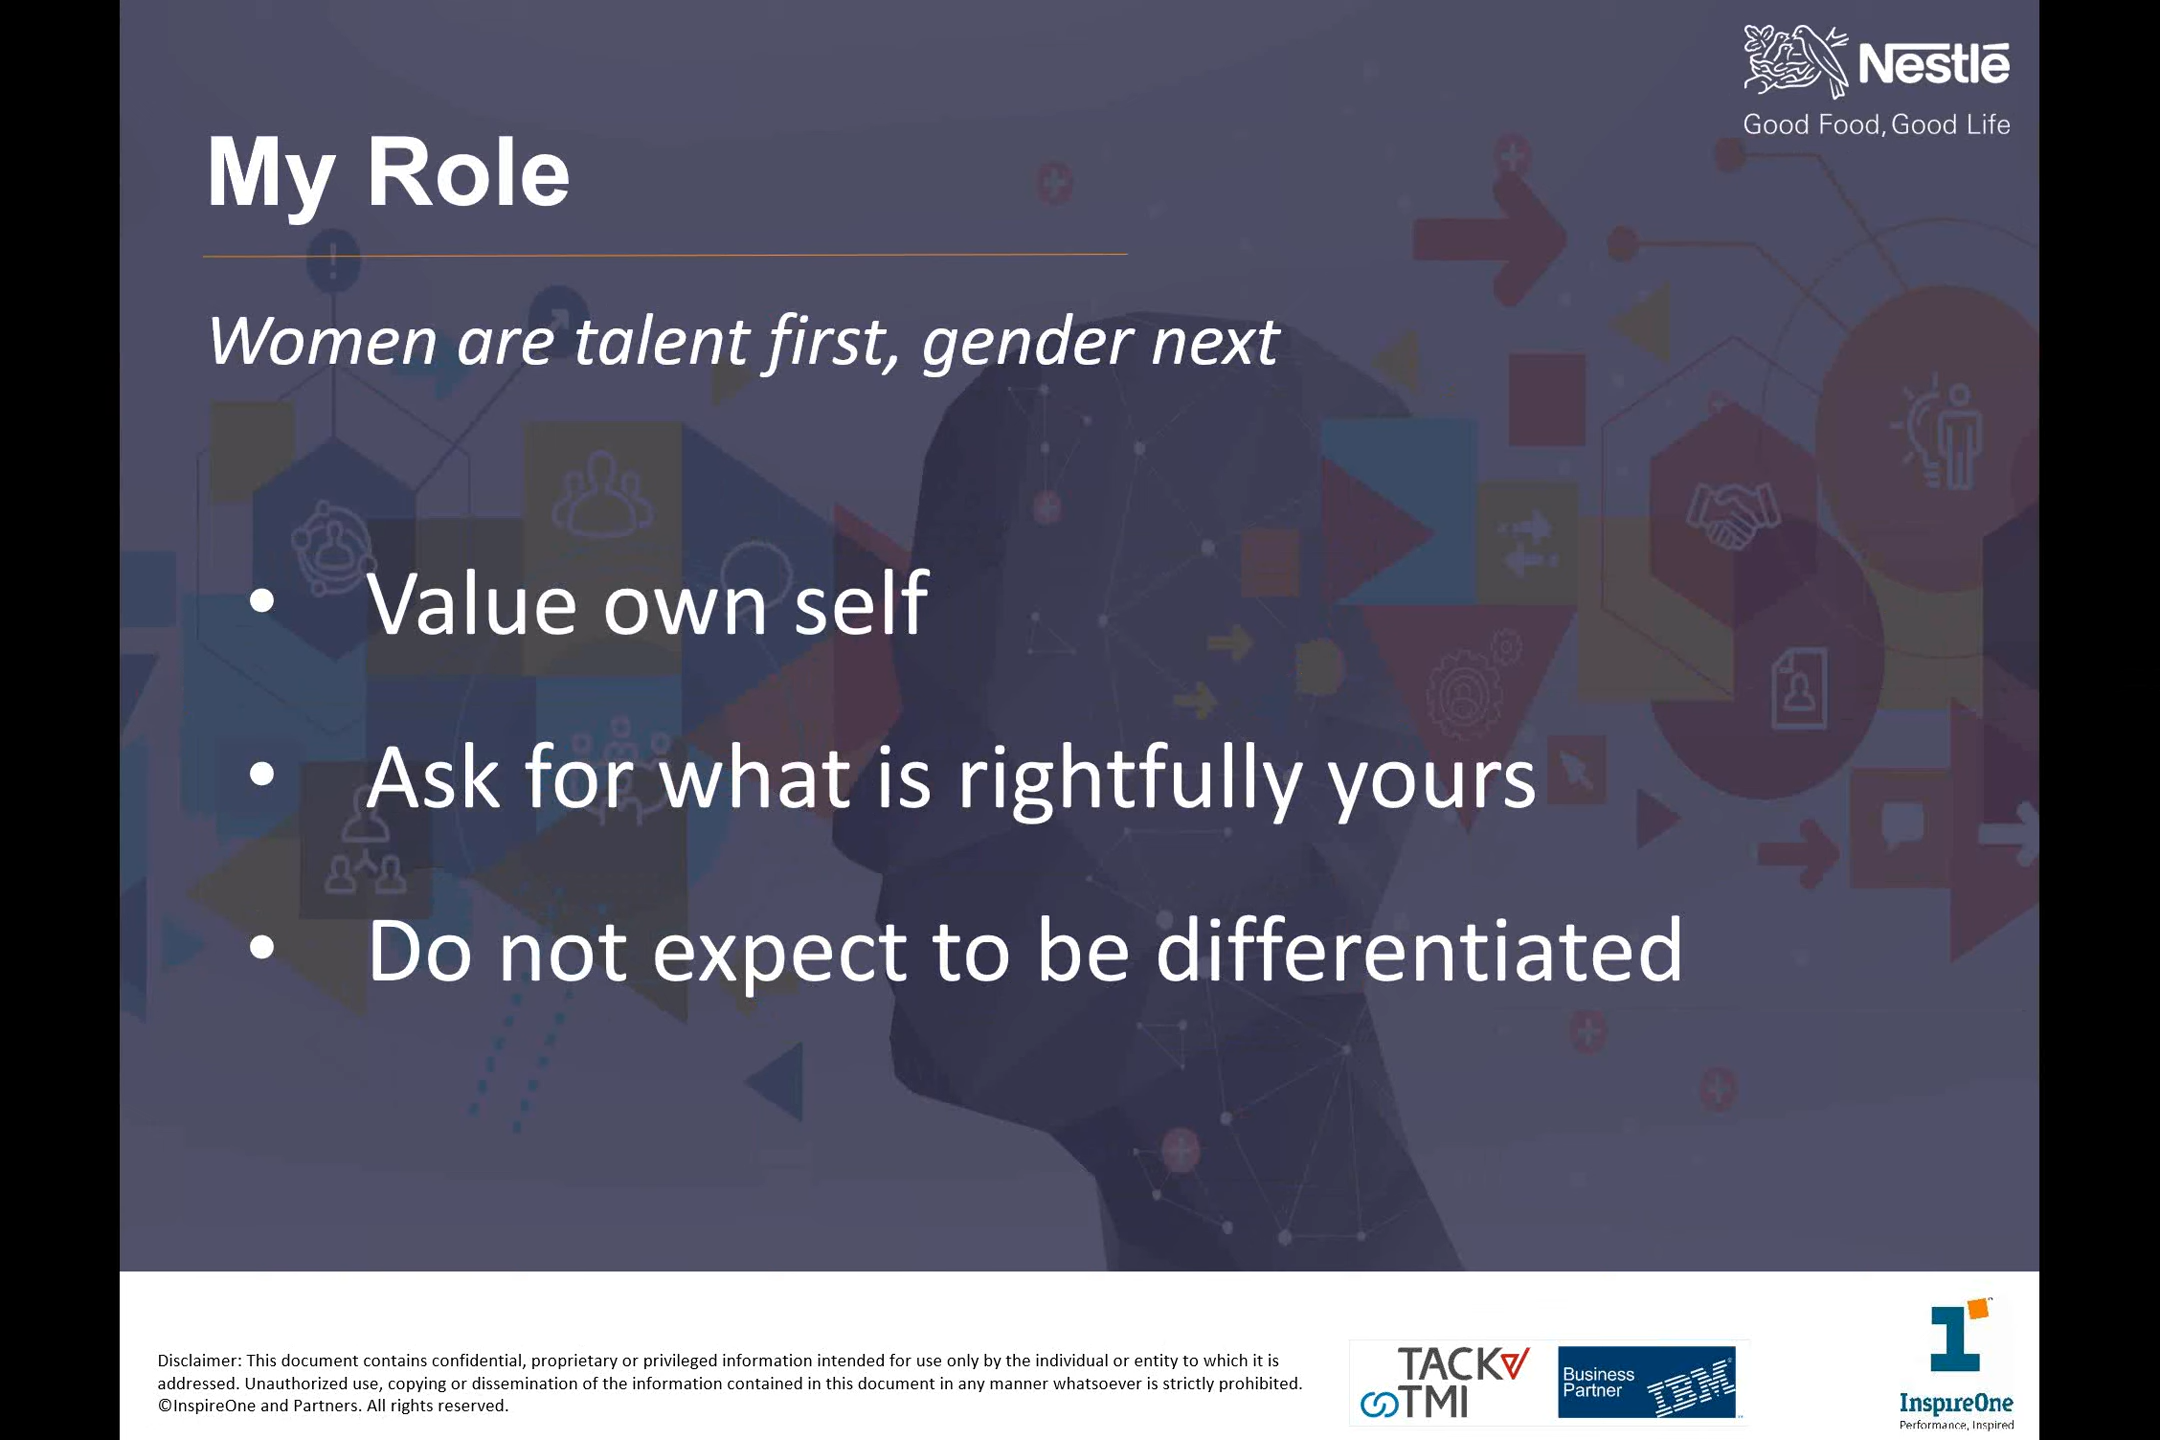 Nestlē
Good Food, Good Life
My Role
Women are talent first, gender next
• Value own self
• Ask for what is rightfully yours
• Do not expect to be differentiated
Disclaimer: This document contains confidential, proprietary or privileged information intended for use only by the individual or entity to which it is
addressed. Unauthorized use, copying or dissemination of the information contained in this document in any manner whatsoever is strictly prohibited.
©InspireOne and Partners. All rights reserved.
TACK
TMI
Business
Partner
IBM
InspireOne
Performance, Inspired